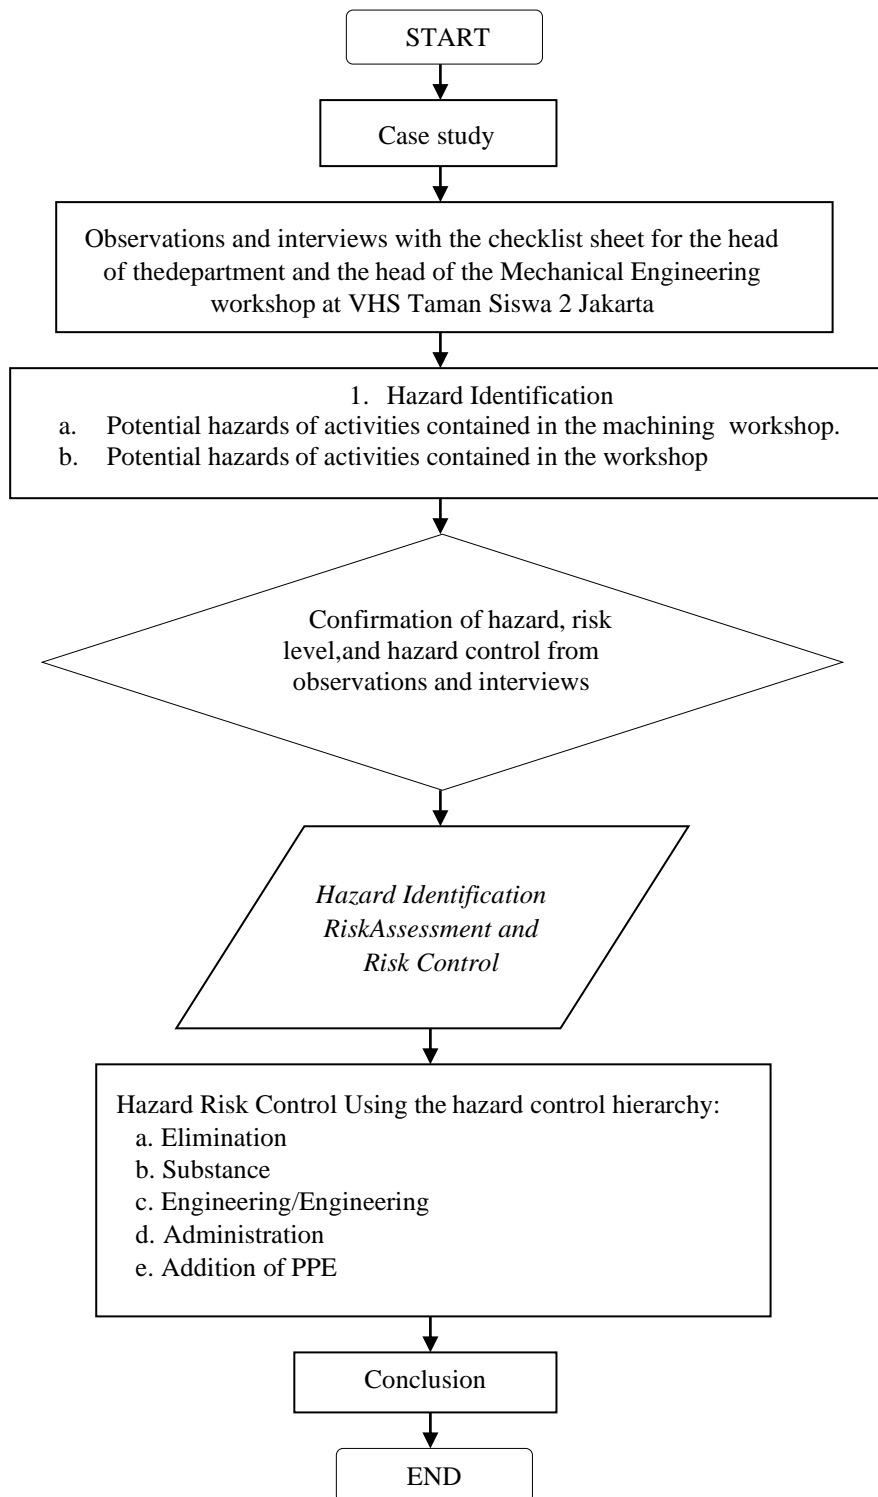 START
Case study
Observations and interviews with the checklist sheet for the head
of thedepartment and the head of the Mechanical Engineering
workshop at VHS Taman Siswa 2 Jakarta
1. Hazard Identification
a. Potential hazards of activities contained in the machining workshop.
b. Potential hazards of activities contained in the workshop
Confirmation of hazard, risk
level,and hazard control from
observations and interviews
Hazard Identification
RiskAssessment and
Risk Control
Hazard Risk Control Using the hazard control hierarchy:
a. Elimination
b. Substance
c. Engineering/Engineering
d. Administration
e. Addition of PPE
Conclusion
END